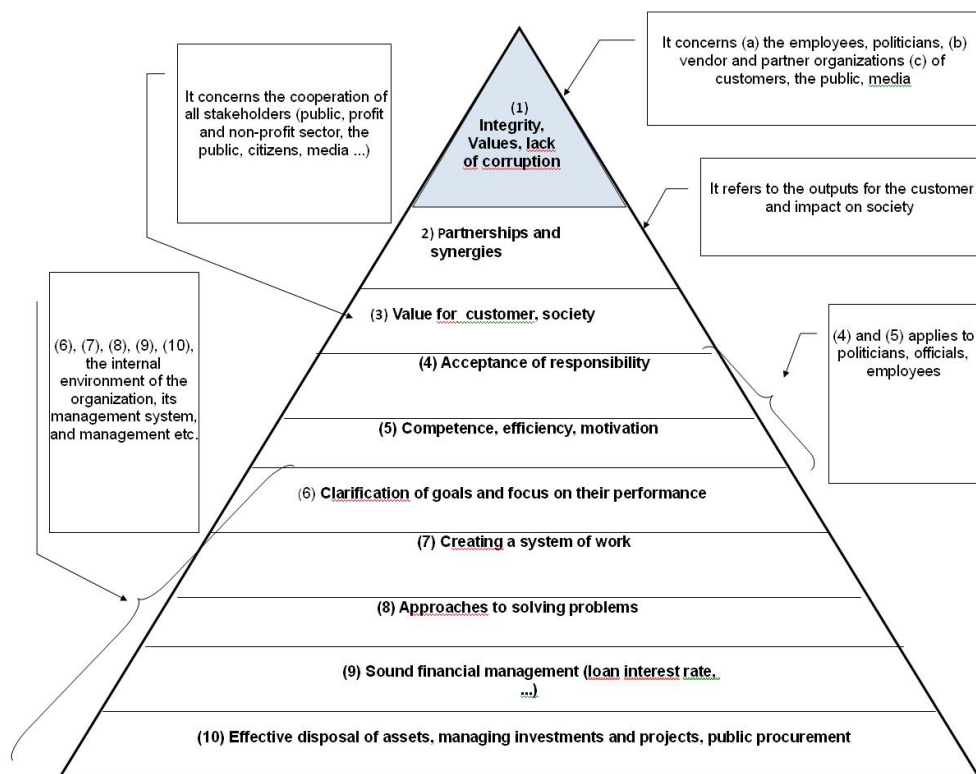 It concerns (a) the employees, politicians, (b)
vendor and partner organizations (c) of
customers, the public, media
It concerns the cooperation of
all stakeholders (public, profit
and non-profit sector, the
public, citizens, media ...)
(1)
Integrity,
Values, lack
of corruption
It refers to the outputs for the customer
and impact on society
2) Partnerships and
synergies
(3) Value for customer, society
(4) and (5) applies to
politicians, officials,
employees
(6), (7), (8), (9), (10),
the internal
environment of the
organization, its
management system,
and management etc.
(4) Acceptance of responsibility
(5) Competence, efficiency, motivation
(6) Clarification of goals and focus on their performance
(7) Creating a system of work
(8) Approaches to solving problems
(9) Sound financial management (loan interest rate,
...)
(10) Effective disposal of assets, managing investments and projects, public procurement